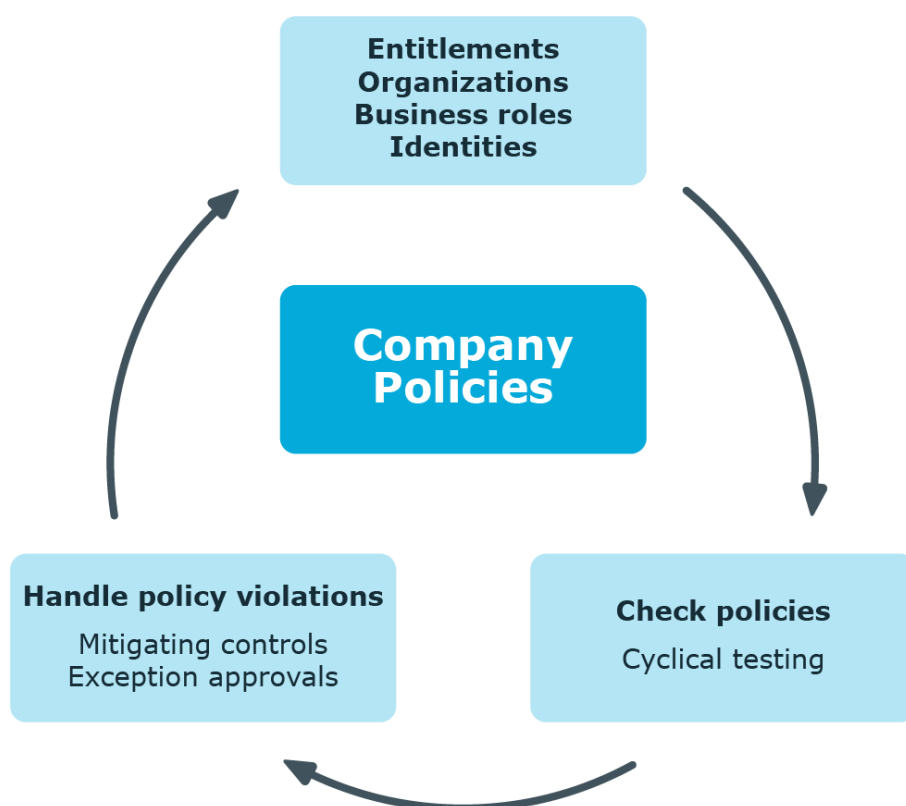 Entitlements
Organizations
Business roles
Identities
Company
Policies
Handle policy violations
Mitigating controls
Exception approvals
Check policies
Cyclical testing